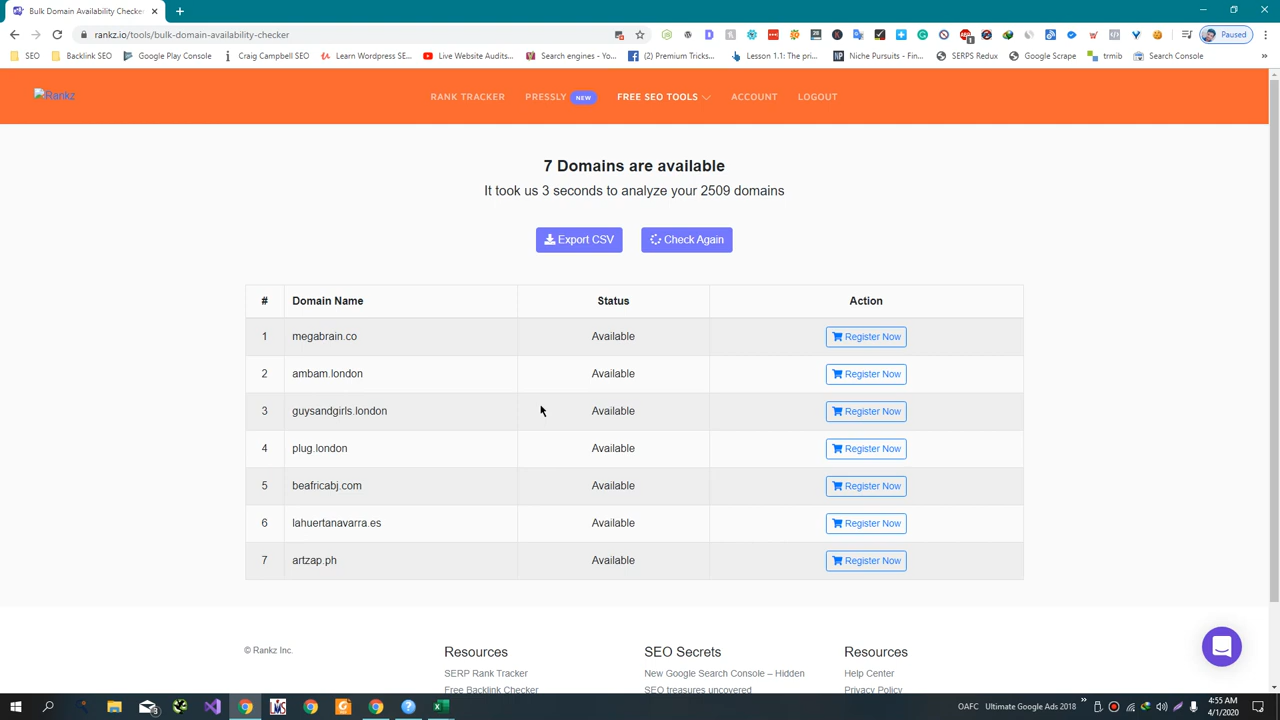 Bulk Domain Availability Checker
rankz.io/tools/bulk-domain-availability-checker
Paused
SEO
Backlink SEO
Google Play Console
Craig Campbell SEO
Learn Wordpress SE...
Live Website Audits...
Search engines - Yo...
(2) Premium Tricks...
Lesson 1.1: The pri...
Niche Pursuits - Fin...
SERPS Redux
Google Scrape
trmib
Search Console
Rankz
RANK TRACKER
PRESSLY NEW
FREE SEO TOOLS
ACCOUNT
LOGOUT
7 Domains are available
It took us 3 seconds to analyze your 2509 domains
Export CSV
Check Again
# Domain Name Status Action
1 megabrain.co Available Register Now
2 ambam.london Available Register Now
3 guysandgirls.london Available Register Now
4 plug.london Available Register Now
5 beafricabj.com Available Register Now
6 lahuertanavarra.es Available Register Now
7 artzap.ph Available Register Now
© Rankz Inc.
Resources
SERP Rank Tracker
Free Backlink Checker
SEO Secrets
New Google Search Console – Hidden
SEO treasures uncovered
Resources
Help Center
Privacy Policy
OAFC
Ultimate Google Ads 2018
4:55 AM
4/1/2020